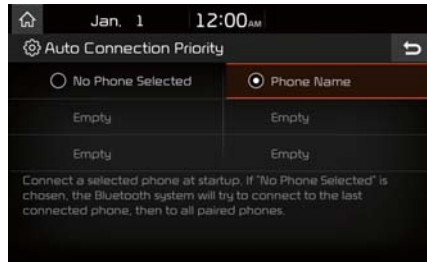 Jan. 1 12:00 AM
Auto Connection Priority
No Phone Selected Phone Name
Empty Empty
Empty Empty
Connect a selected phone at startup. If "No Phone Selected" is
chosen, the Bluetooth system will try to connect to the last
connected phone, then to all paired phones.